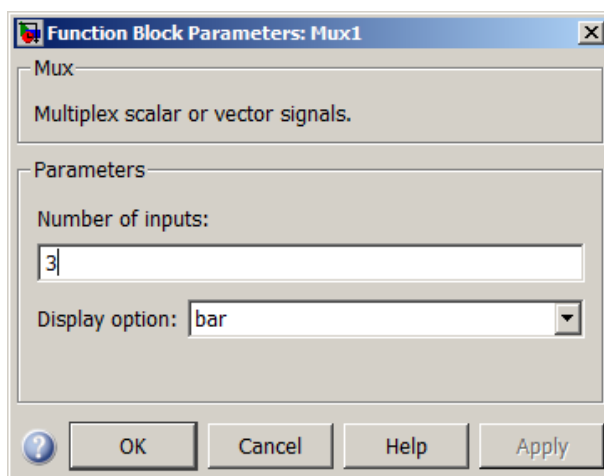 Function Block Parameters: Mux1
Mux
Multiplex scalar or vector signals.
Parameters
Number of inputs:
3
Display option: bar
? OK Cancel Help Apply